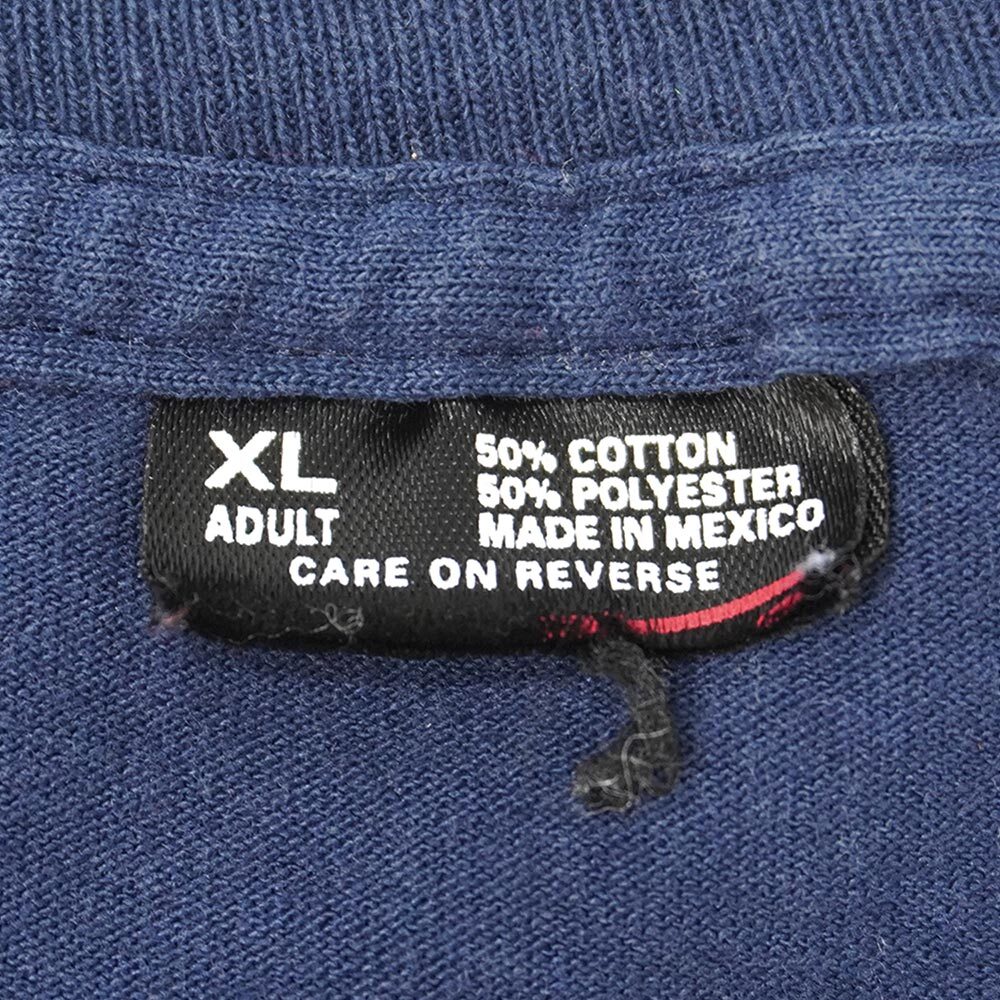 XL
ADULT
50% COTTON
50% POLYESTER
MADE IN MEXICO
CARE ON REVERSE